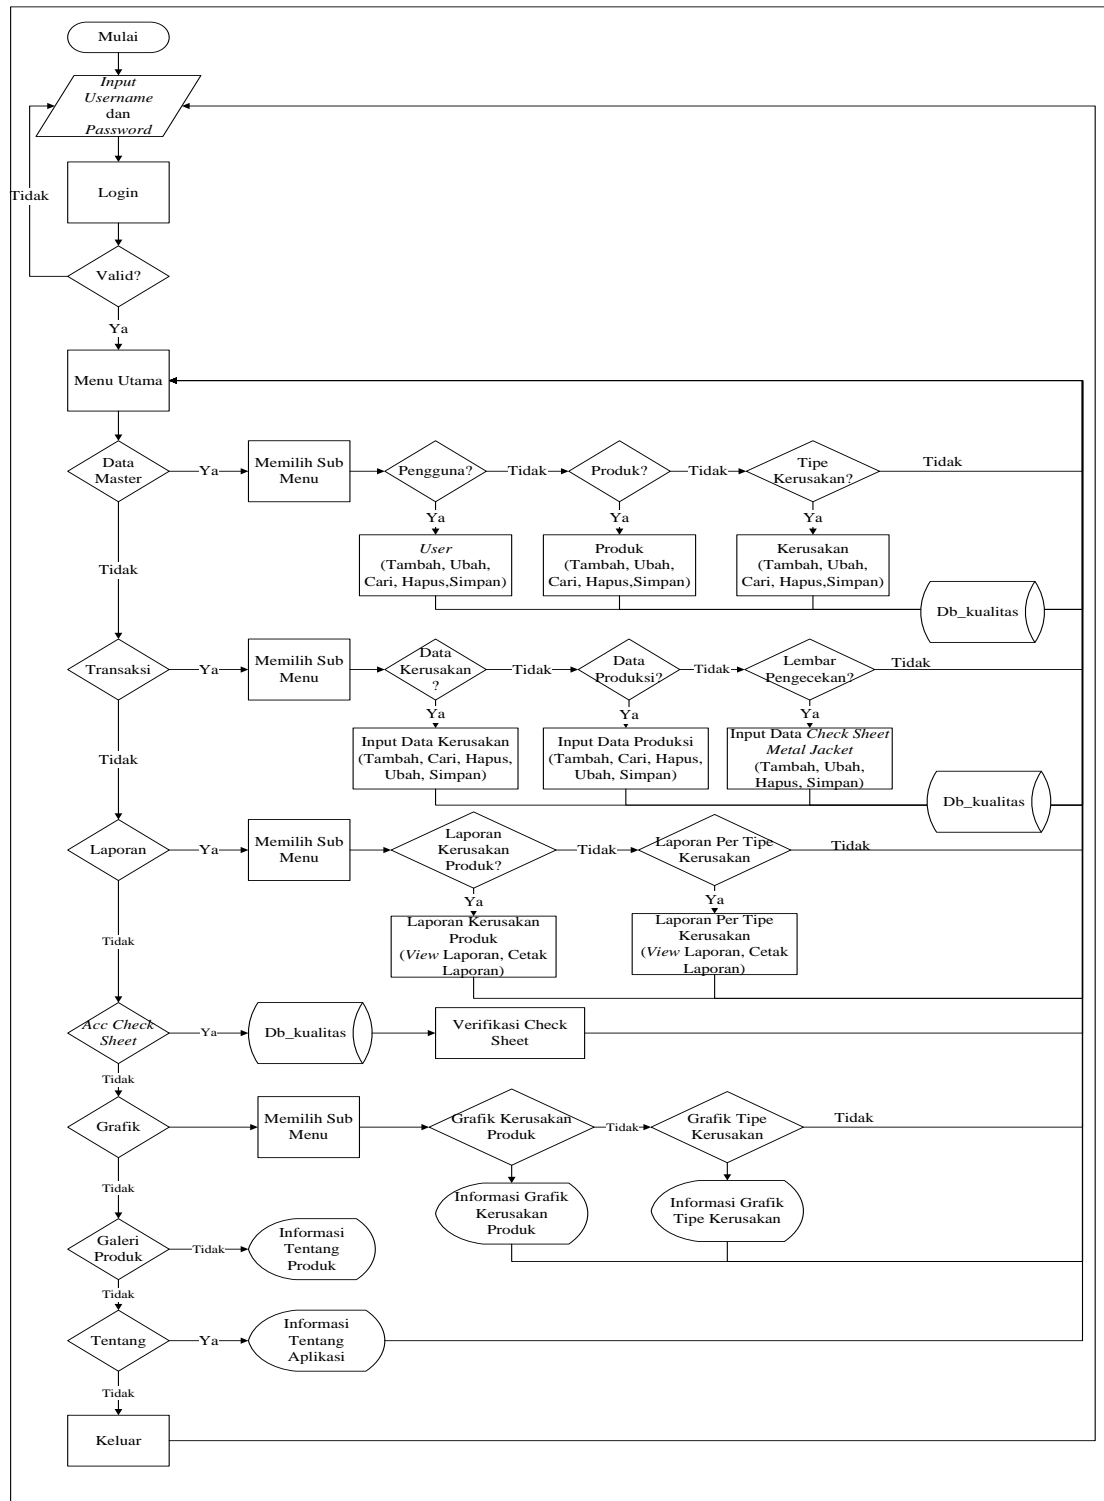 Mulai
Input
Username
dan
Password
Tidak
Login
Valid?
Ya
Menu Utama
Data
Master
Ya
Memilih Sub
Menu
Pengguna?
Tidak
Produk?
Tidak
Tipe
Kerusakan?
Tidak
Ya
Ya
Ya
User
(Tambah, Ubah,
Cari, Hapus,Simpan)
Produk
(Tambah, Ubah,
Cari, Hapus,Simpan)
Kerusakan
(Tambah, Ubah,
Cari, Hapus,Simpan)
Tidak
Db_kualitas
Transaksi
Ya
Memilih Sub
Menu
Data
Kerusakan
?
Tidak
Data
Produksi?
Tidak
Lembar
Pengecekan?
Tidak
Ya
Ya
Ya
Input Data Kerusakan
(Tambah, Cari, Hapus,
Ubah, Simpan)
Input Data Produksi
(Tambah, Cari, Hapus,
Ubah, Simpan)
Input Data Check Sheet
Metal Jacket
(Tambah, Ubah,
Hapus, Simpan)
Tidak
Db_kualitas
Laporan
Ya
Memilih Sub
Menu
Laporan
Kerusakan
Produk?
Tidak
Laporan Per Tipe
Kerusakan
Tidak
Ya
Ya
Laporan Kerusakan
Produk
(View Laporan, Cetak
Laporan)
Laporan Per Tipe
Kerusakan
(View Laporan, Cetak
Laporan)
Tidak
Acc Check
Sheet
Ya
Db_kualitas
Verifikasi Check
Sheet
Tidak
Grafik
Memilih Sub
Menu
Grafik Kerusakan
Produk
Tidak
Grafik Tipe
Kerusakan
Tidak
Informasi Grafik
Kerusakan
Produk
Informasi Grafik
Tipe Kerusakan
Tidak
Galeri
Produk
Tidak
Informasi
Tentang
Produk
Tidak
Tentang
Ya
Informasi
Tentang
Aplikasi
Tidak
Keluar